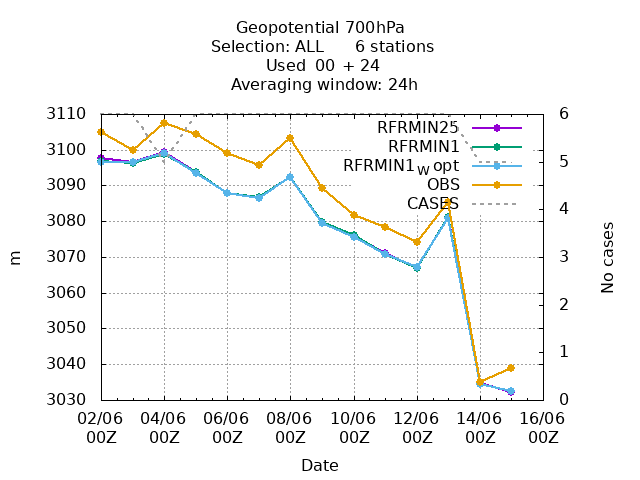 Geopotential 700hPa
Selection: ALL 6 stations
Used 00 + 24
Averaging window: 24h
3110
3100
3090
3080
3070
3060
3050
3040
3030
m
6
5
4
3
2
1
0
No cases
RFRMIN25
RFRMIN1
RFRMIN1w opt
OBS
CASES
02/06 04/06 06/06 08/06 10/06 12/06 14/06 16/06
00Z 00Z 00Z 00Z 00Z 00Z 00Z 00Z
Date